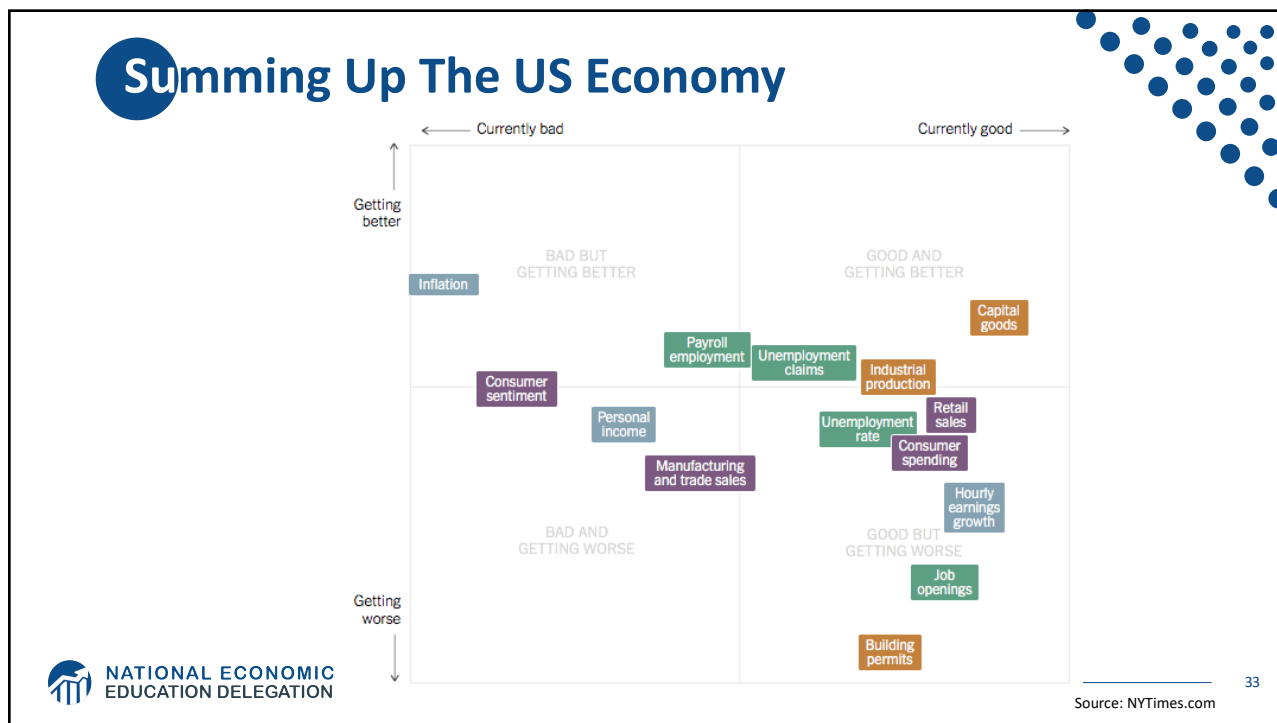 Summing Up The US Economy
Currently bad
Currently good
Getting
better
BAD BUT
GETTING BETTER
GOOD AND
GETTING BETTER
Inflation
Capital
goods
Payroll
employment
Unemployment
claims
Industrial
production
Consumer
sentiment
Personal
income
Retail
sales
Unemployment
rate
Consumer
spending
Manufacturing
and trade sales
Hourly
earnings
growth
BAD AND
GETTING WORSE
GOOD BUT
GETTING WORSE
Job
openings
Getting
worse
Building
permits
NATIONAL ECONOMIC
EDUCATION DELEGATION
33
Source: NYTimes.com